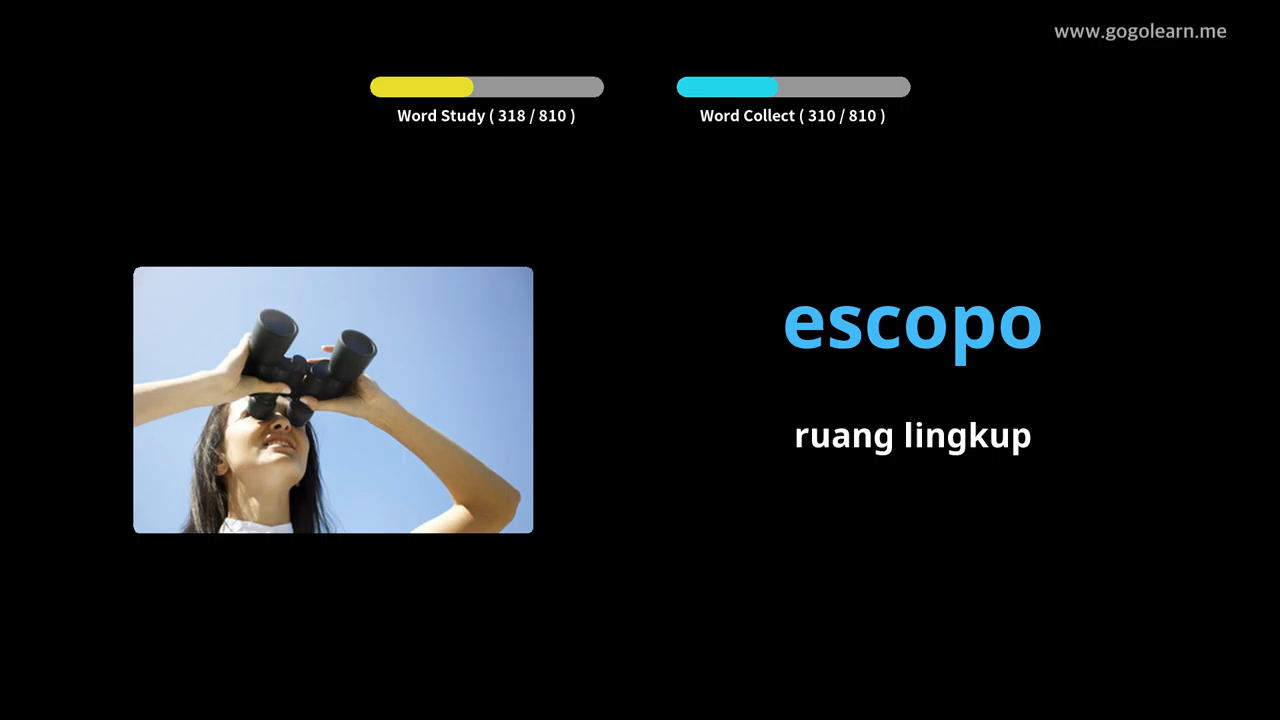 www.gogolearn.me
Word Study ( 318 / 810 )
Word Collect ( 310 / 810 )
escopo
ruang lingkup